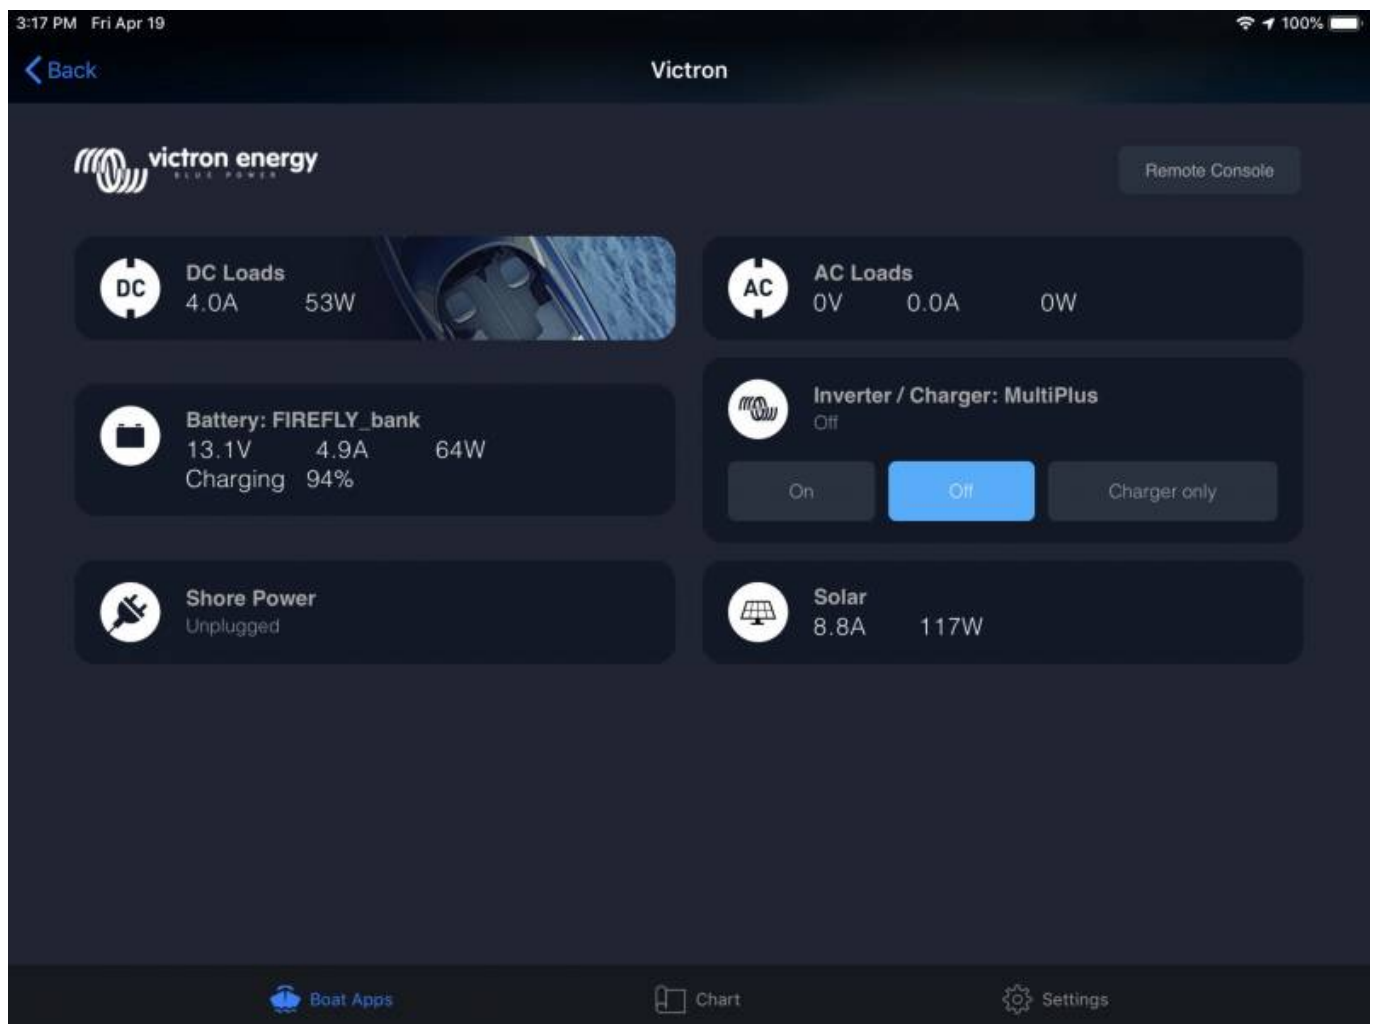 3:17 PM Fri Apr 19
100%
Back
Victron
victron energy
BLUE POWER
Remote Console
DC
DC Loads
4.0A 53W
AC
AC Loads
0V 0.0A 0W
Battery: FIREFLY_bank
13.1V 4.9A 64W
Charging 94%
Inverter / Charger: MultiPlus
Off
On Off Charger only
Shore Power
Unplugged
Solar
8.8A 117W
Boat Apps Chart Settings